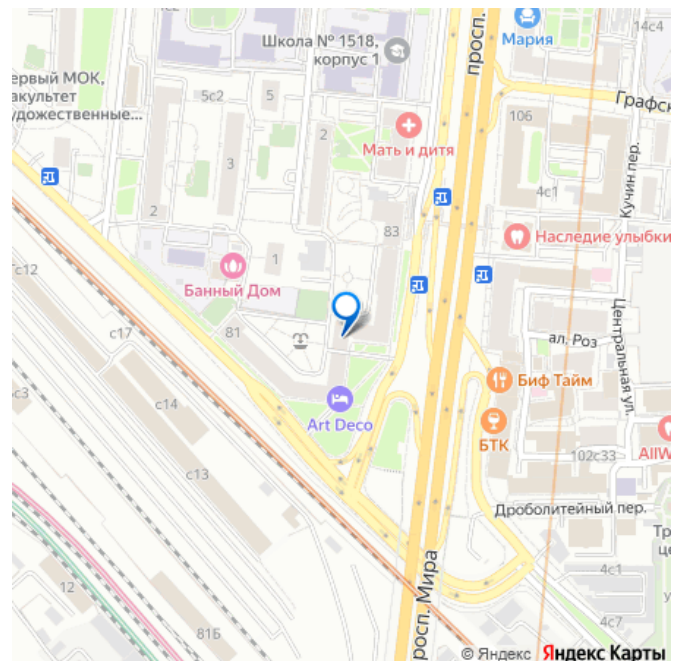 14с4
Мария
просп.
Школа № 1518,
корпус 1
ервый МОК,
акультет
удожественные...
5с2
5
Графск
106
2
Мать и дитя
Кучин пер.
3
4с1
2
83
Наследие улыбки
1
Банный Дом
с12
Центральная ул.
с17
81
ал. Роз
Биф Тайм
с3
с14
Art Deco
БТК
AllW
102с33
с13
Дроболитейный пер.
Тр
це
просп. Мира
4с1
12
81Б
4с7
© Яндекс Яндекс Карты